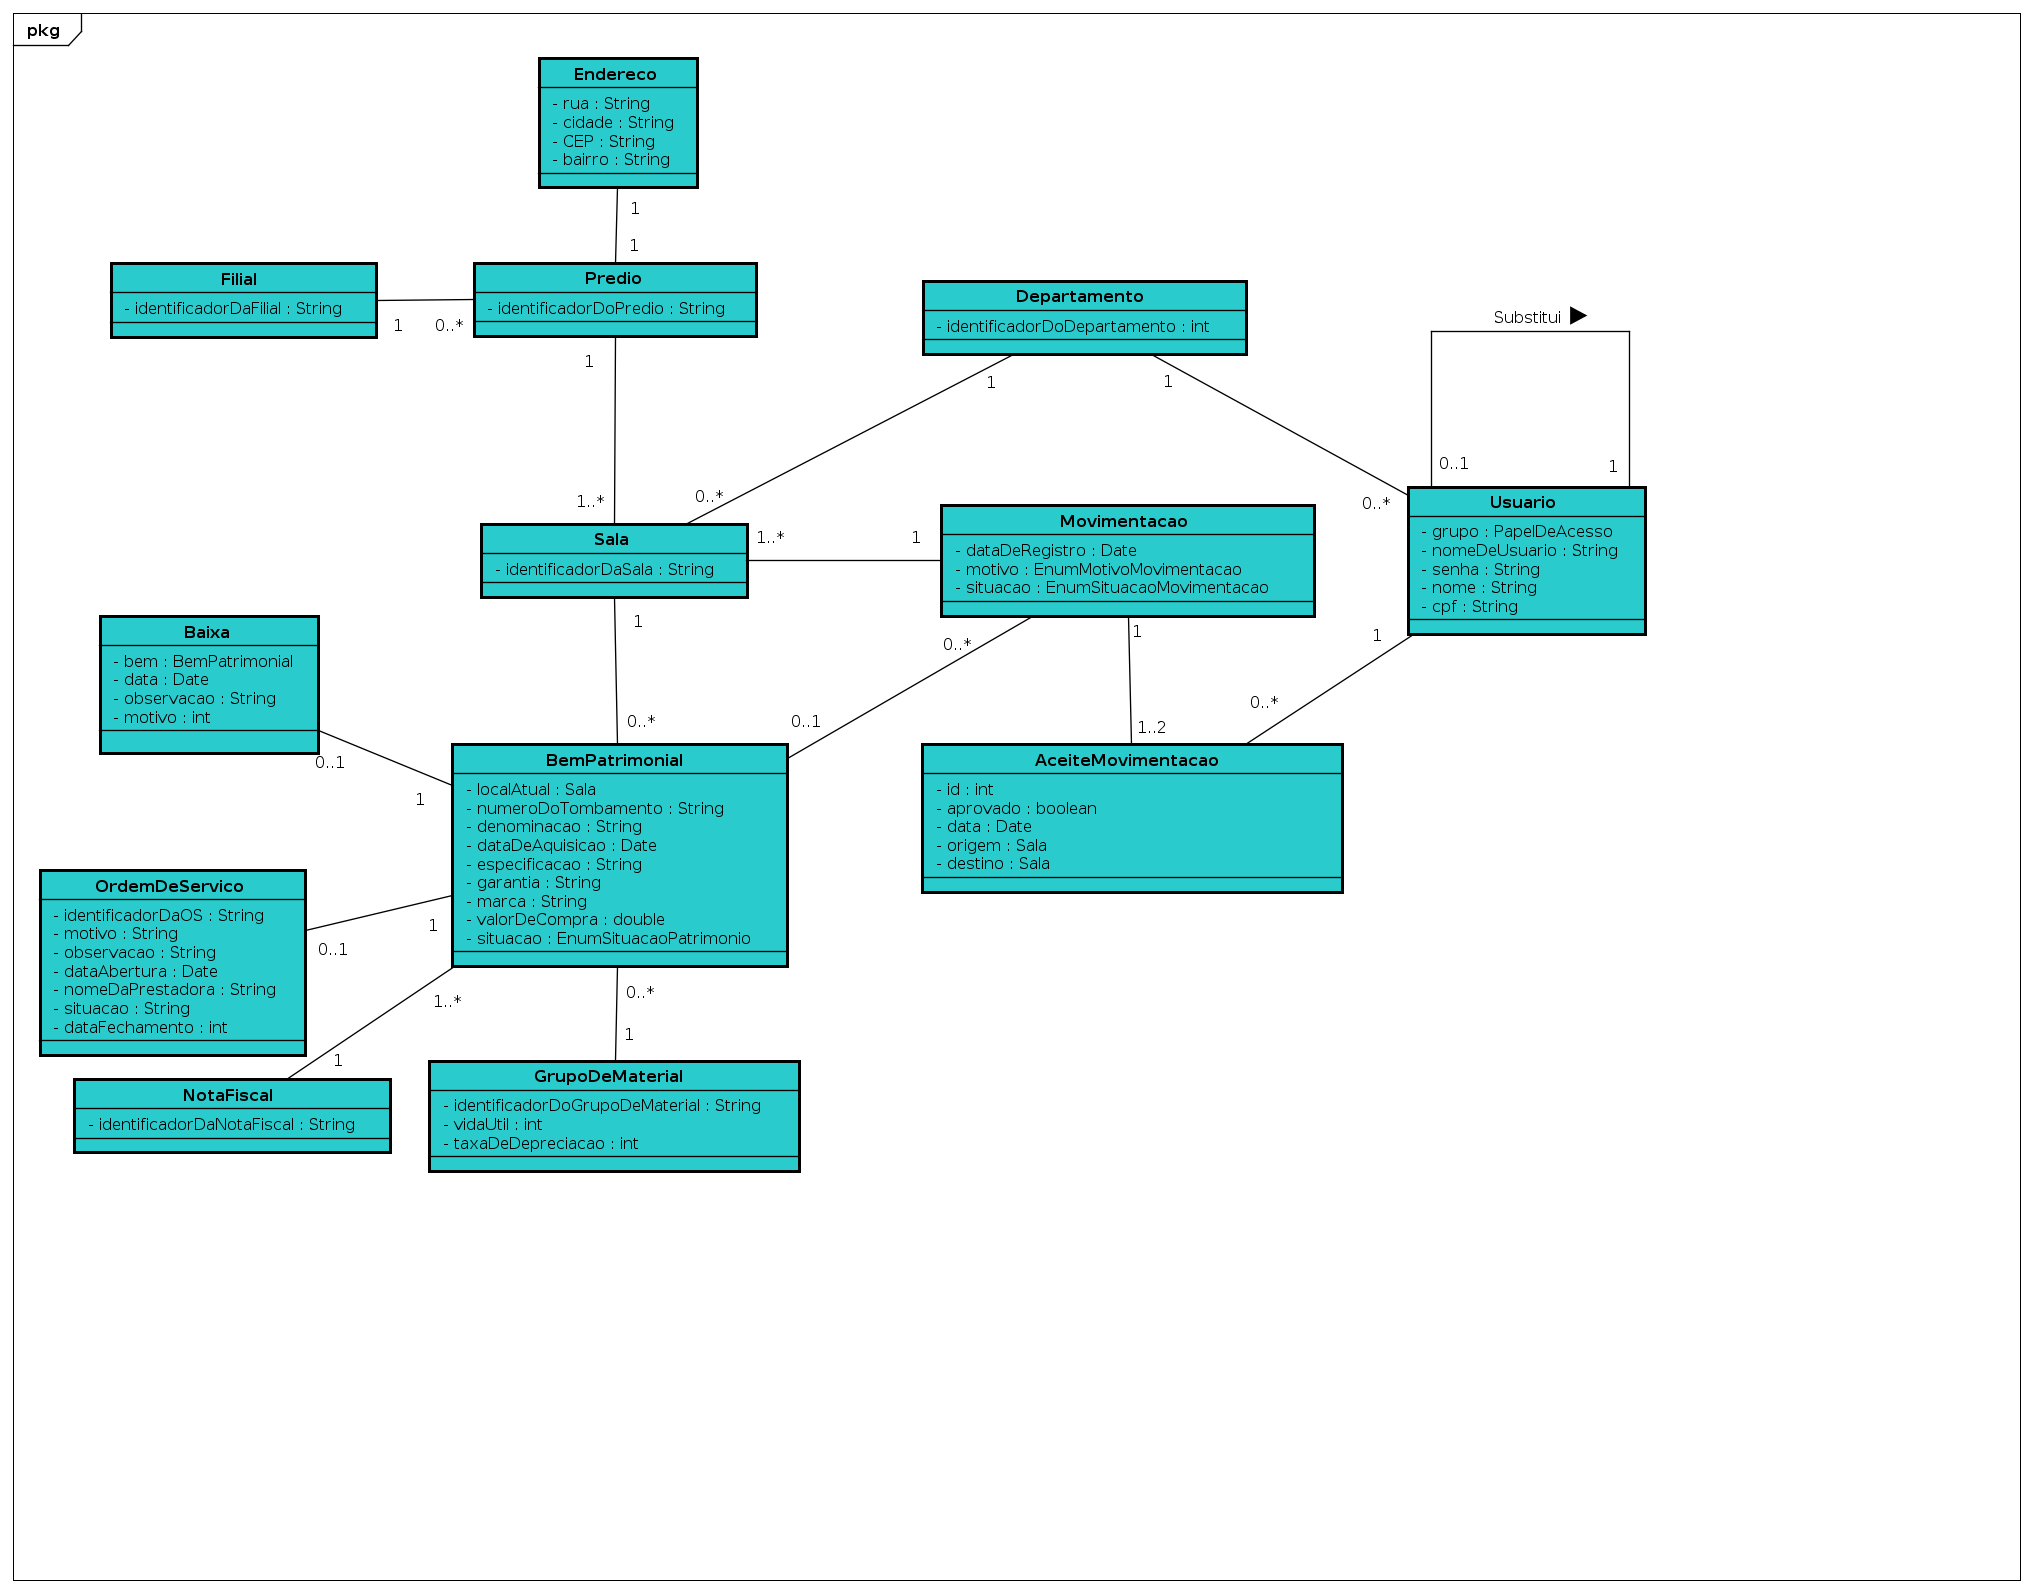 pkg
Endereco
- rua : String
- cidade : String
- CEP : String
- bairro : String
1
1
Filial
- identificadorDaFilial : String
1
0..*
Predio
- identificadorDoPredio : String
1
1..*
Departamento
- identificadorDoDepartamento : int
1
1
0..*
0..*
Substitui
0..1
1
Usuario
- grupo : PapelDeAcesso
- nomeDeUsuario : String
- senha : String
- nome : String
- cpf : String
Sala
- identificadorDaSala : String
1..*
1
Movimentacao
- dataDeRegistro : Date
- motivo : EnumMotivoMovimentacao
- situacao : EnumSituacaoMovimentacao
1
0..*
0..*
0..1
1
1..2
1
0..*
Baixa
- bem : BemPatrimonial
- data : Date
- observacao : String
- motivo : int
0..1
1
BemPatrimonial
- localAtual : Sala
- numeroDoTombamento : String
- denominacao : String
- dataDeAquisicao : Date
- especificacao : String
- garantia : String
- marca : String
- valorDeCompra : double
- situacao : EnumSituacaoPatrimonio
AceiteMovimentacao
- id : int
- aprovado : boolean
- data : Date
- origem : Sala
- destino : Sala
OrdemDeServico
- identificadorDaOS : String
- motivo : String
- observacao : String
- dataAbertura : Date
- nomeDaPrestadora : String
- situacao : String
- dataFechamento : int
1
0..1
1..*
1
0..*
1
NotaFiscal
- identificadorDaNotaFiscal : String
GrupoDeMaterial
- identificadorDoGrupoDeMaterial : String
- vidaUtil : int
- taxaDeDepreciacao : int